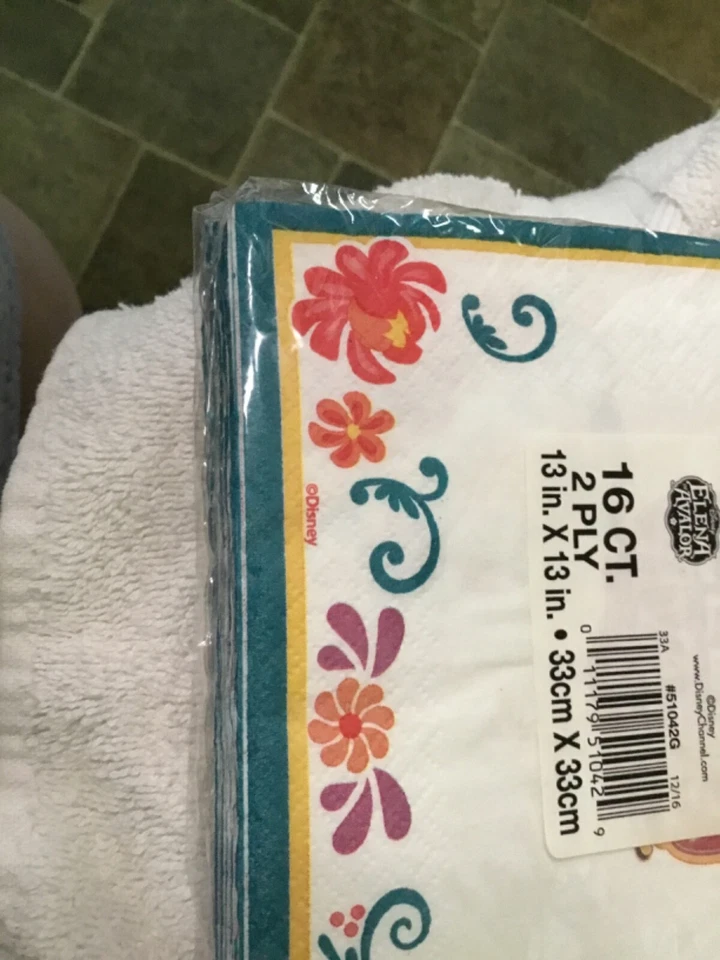 ©Disney
Disney
ELENA
OF
AVALOR
16 CT.
2 PLY
13 in. X 13 in. • 33cm X 33cm
©Disney
www.DisneyChannel.com
#51042G 12/16
33A
0 11179 51042 9